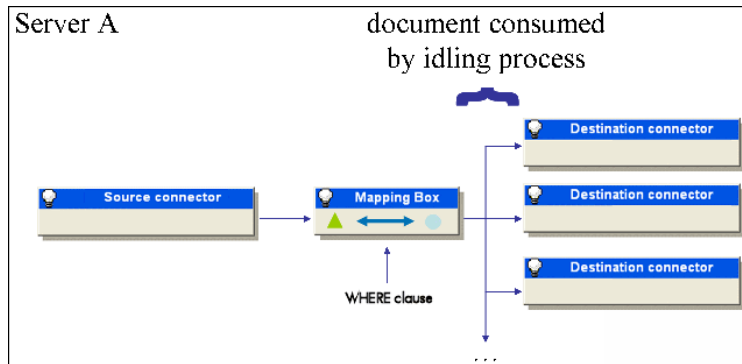 Server A
document consumed
by idling process
Destination connector
Source connector
Mapping Box
Destination connector
Destination connector
WHERE clause
...